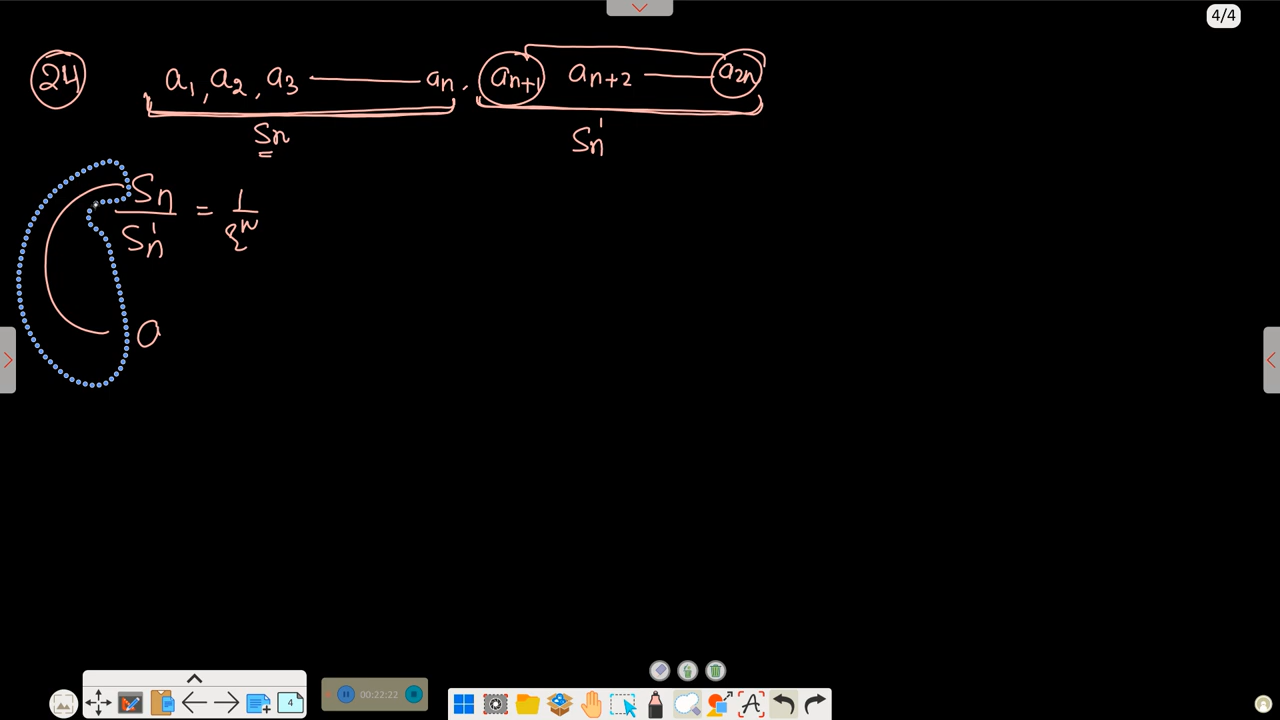 4/4
24 a1, a2, a3 —— an, an+1 an+2 —— a2n
Sn Sn'
Sn/Sn' = 1/r^n
a
4
00:22:22
A